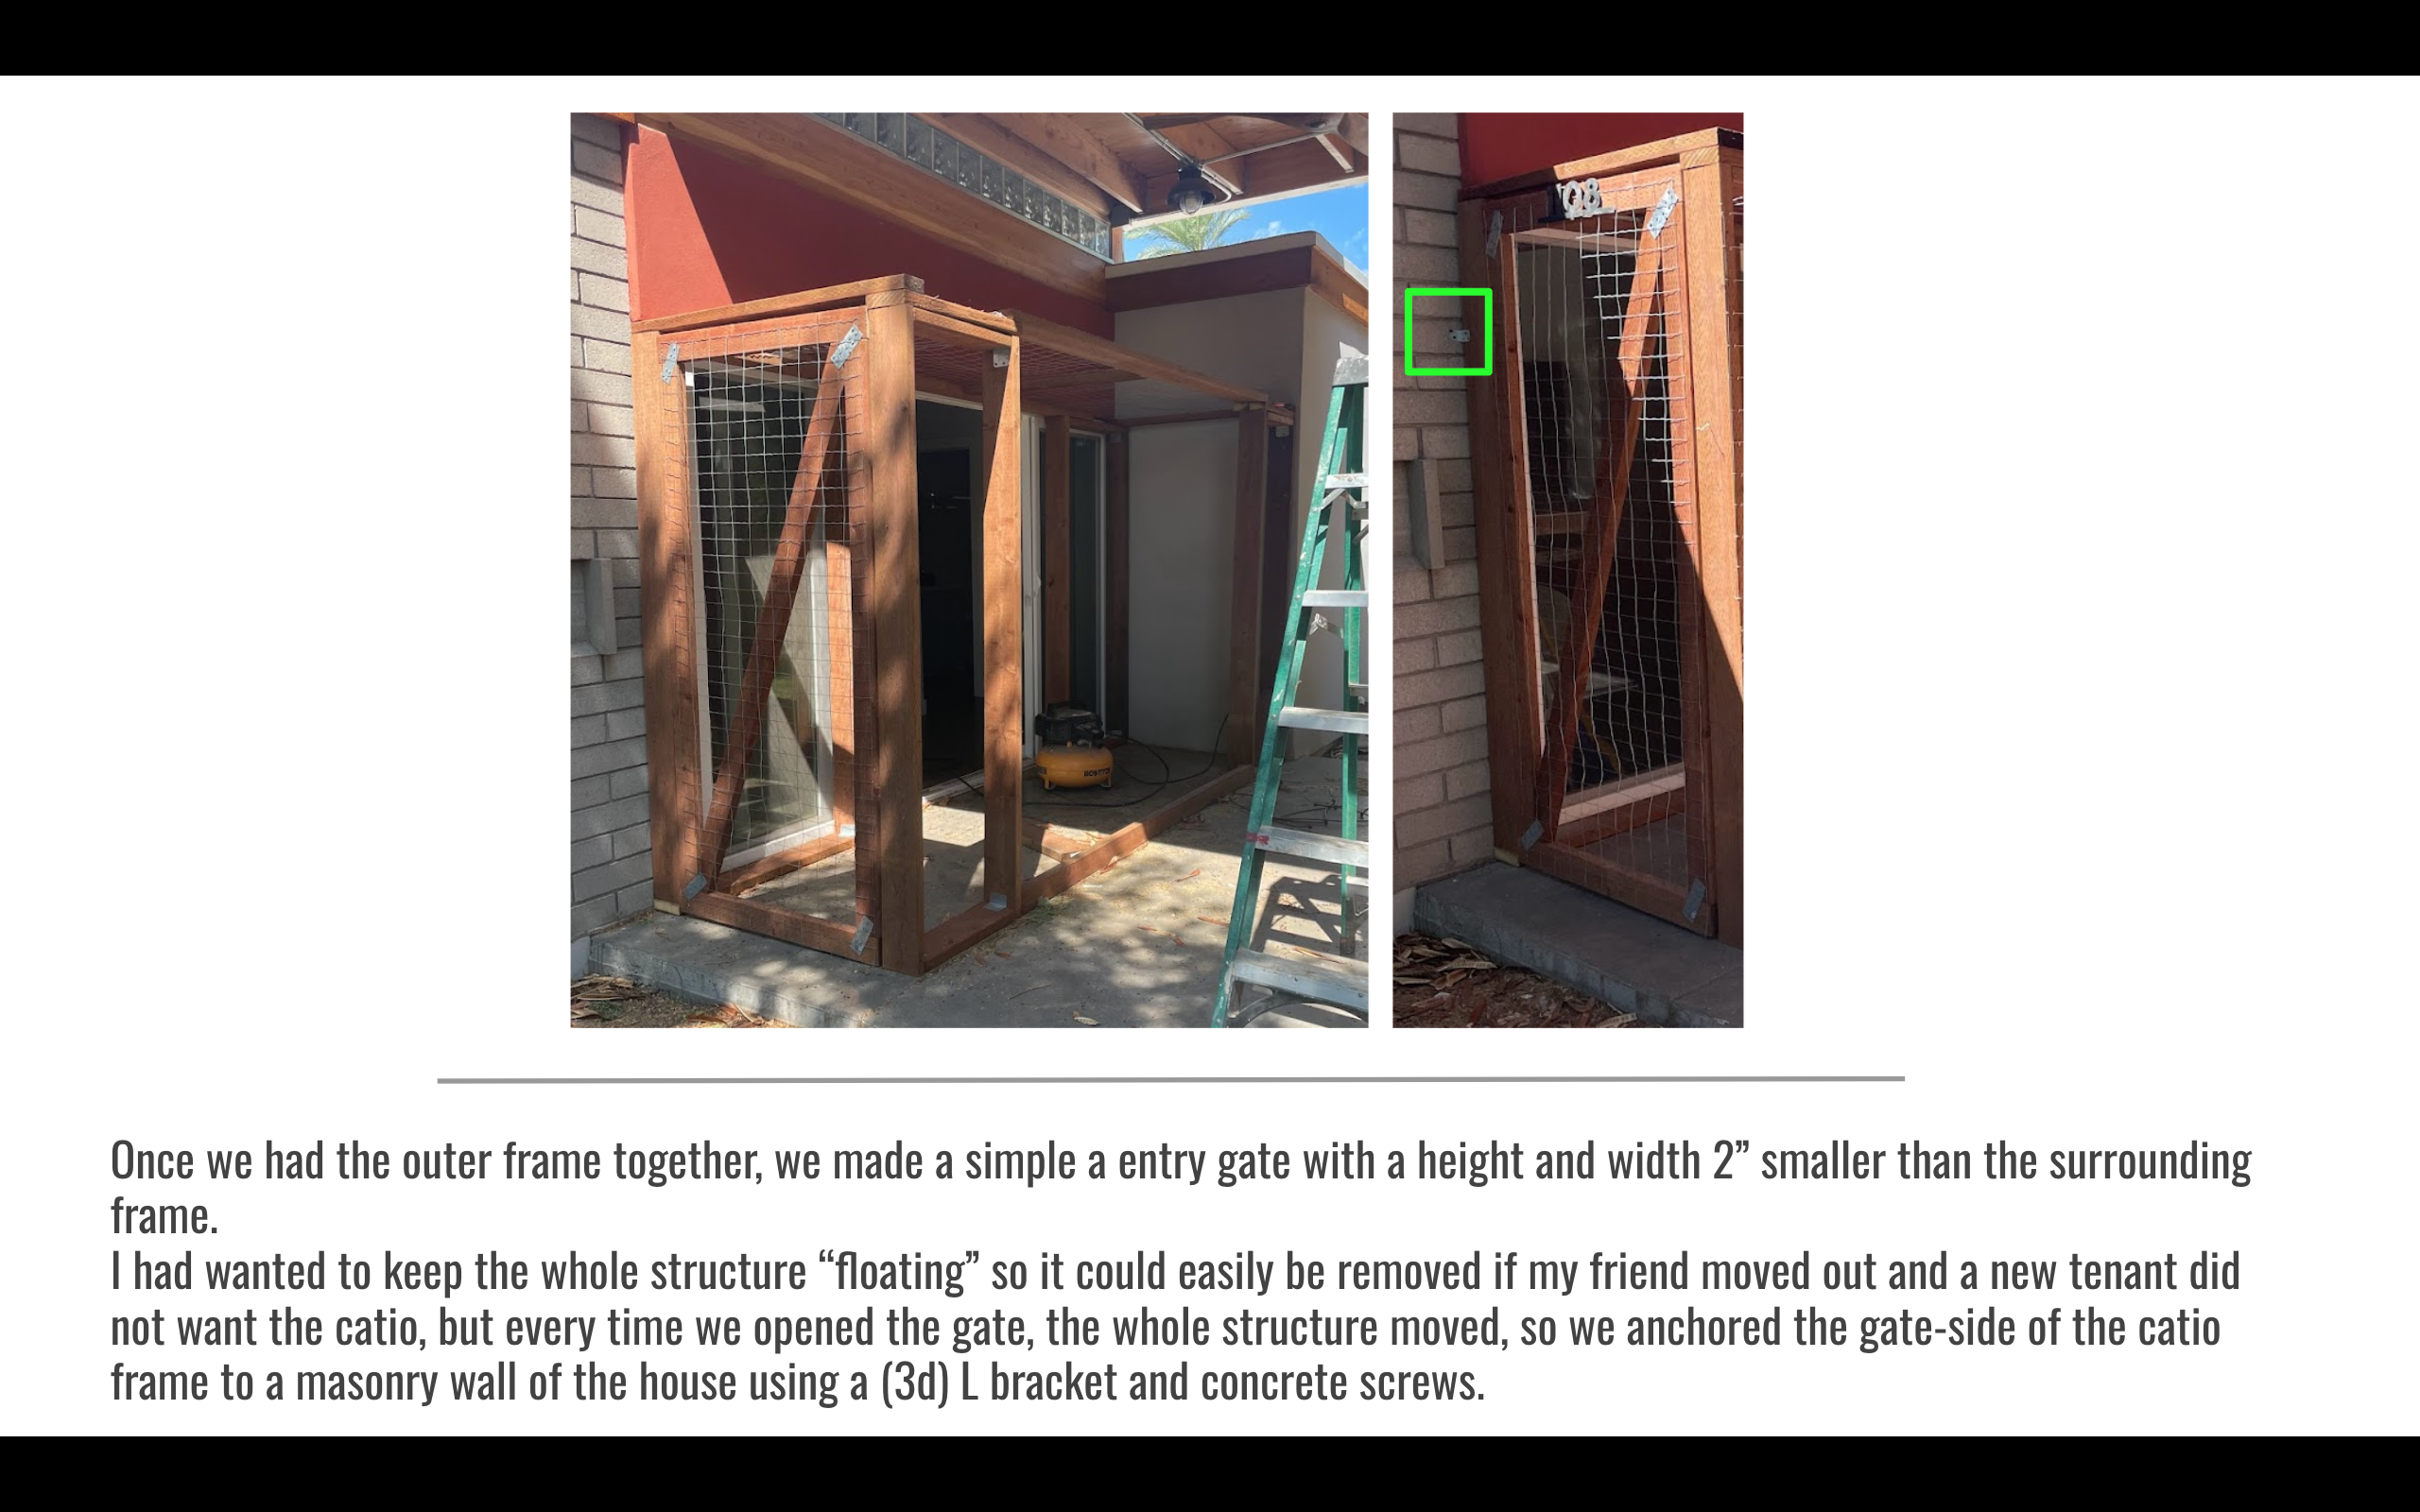 108
BOSTITCH
Once we had the outer frame together, we made a simple a entry gate with a height and width 2” smaller than the surrounding
frame.
I had wanted to keep the whole structure “floating” so it could easily be removed if my friend moved out and a new tenant did
not want the catio, but every time we opened the gate, the whole structure moved, so we anchored the gate-side of the catio
frame to a masonry wall of the house using a (3d) L bracket and concrete screws.